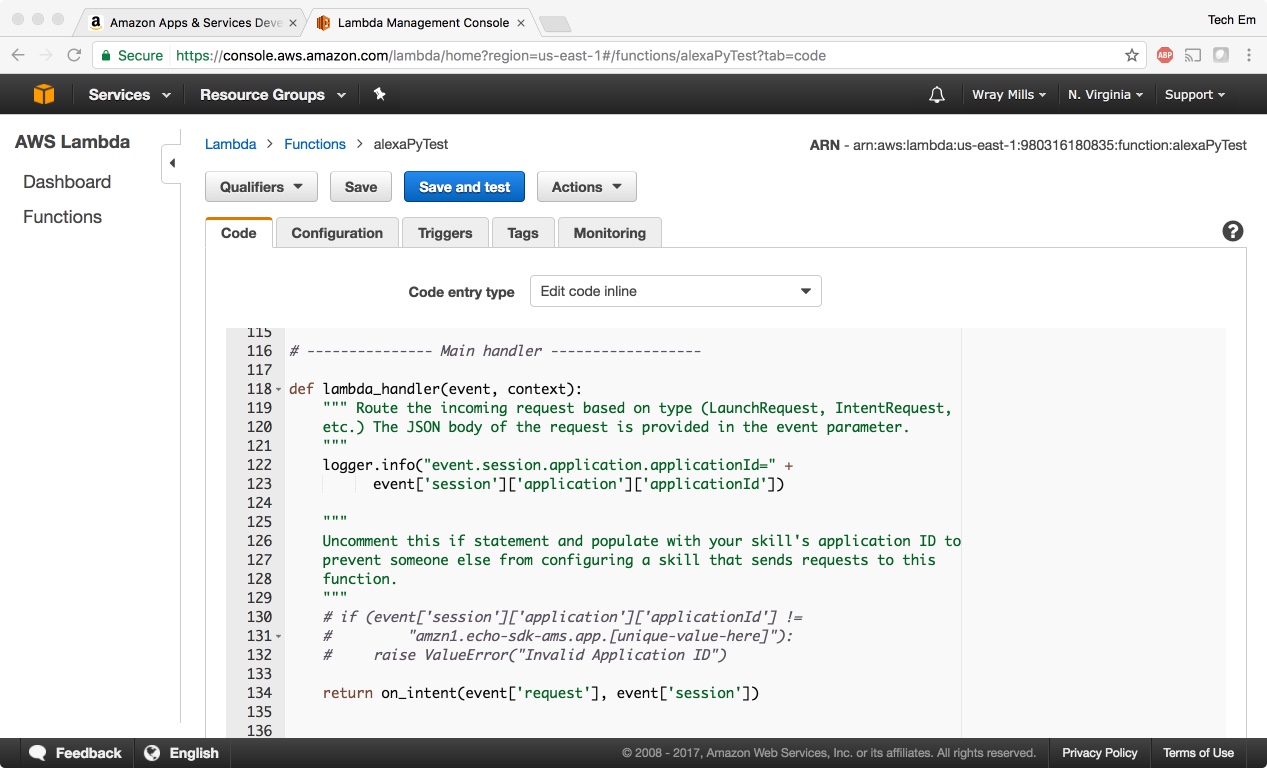 Amazon Apps & Services Deve
Lambda Management Console
Tech Em
Secure https://console.aws.amazon.com/lambda/home?region=us-east-1#/functions/alexaPyTest?tab=code
ABP
Services Resource Groups Wray Mills N. Virginia Support
AWS Lambda
Dashboard
Functions
Lambda > Functions > alexaPyTest
ARN - arn:aws:lambda:us-east-1:980316180835:function:alexaPyTest
Qualifiers Save Save and test Actions
Code Configuration Triggers Tags Monitoring
?
Code entry type Edit code inline
115
116 # --------------- Main handler ------------------
117
118 def lambda_handler(event, context):
119 """ Route the incoming request based on type (LaunchRequest, IntentRequest,
120 etc.) The JSON body of the request is provided in the event parameter.
121 """
122 logger.info("event.session.application.applicationId=" +
123 event['session']['application']['applicationId'])
124
125 """
126 Uncomment this if statement and populate with your skill's application ID to
127 prevent someone else from configuring a skill that sends requests to this
128 function.
129 """
130 # if (event['session']['application']['applicationId'] !=
131 # "amzn1.echo-sdk-ams.app.[unique-value-here]"):
132 # raise ValueError("Invalid Application ID")
133
134 return on_intent(event['request'], event['session'])
135
136
Feedback English © 2008 - 2017, Amazon Web Services, Inc. or its affiliates. All rights reserved. Privacy Policy Terms of Use